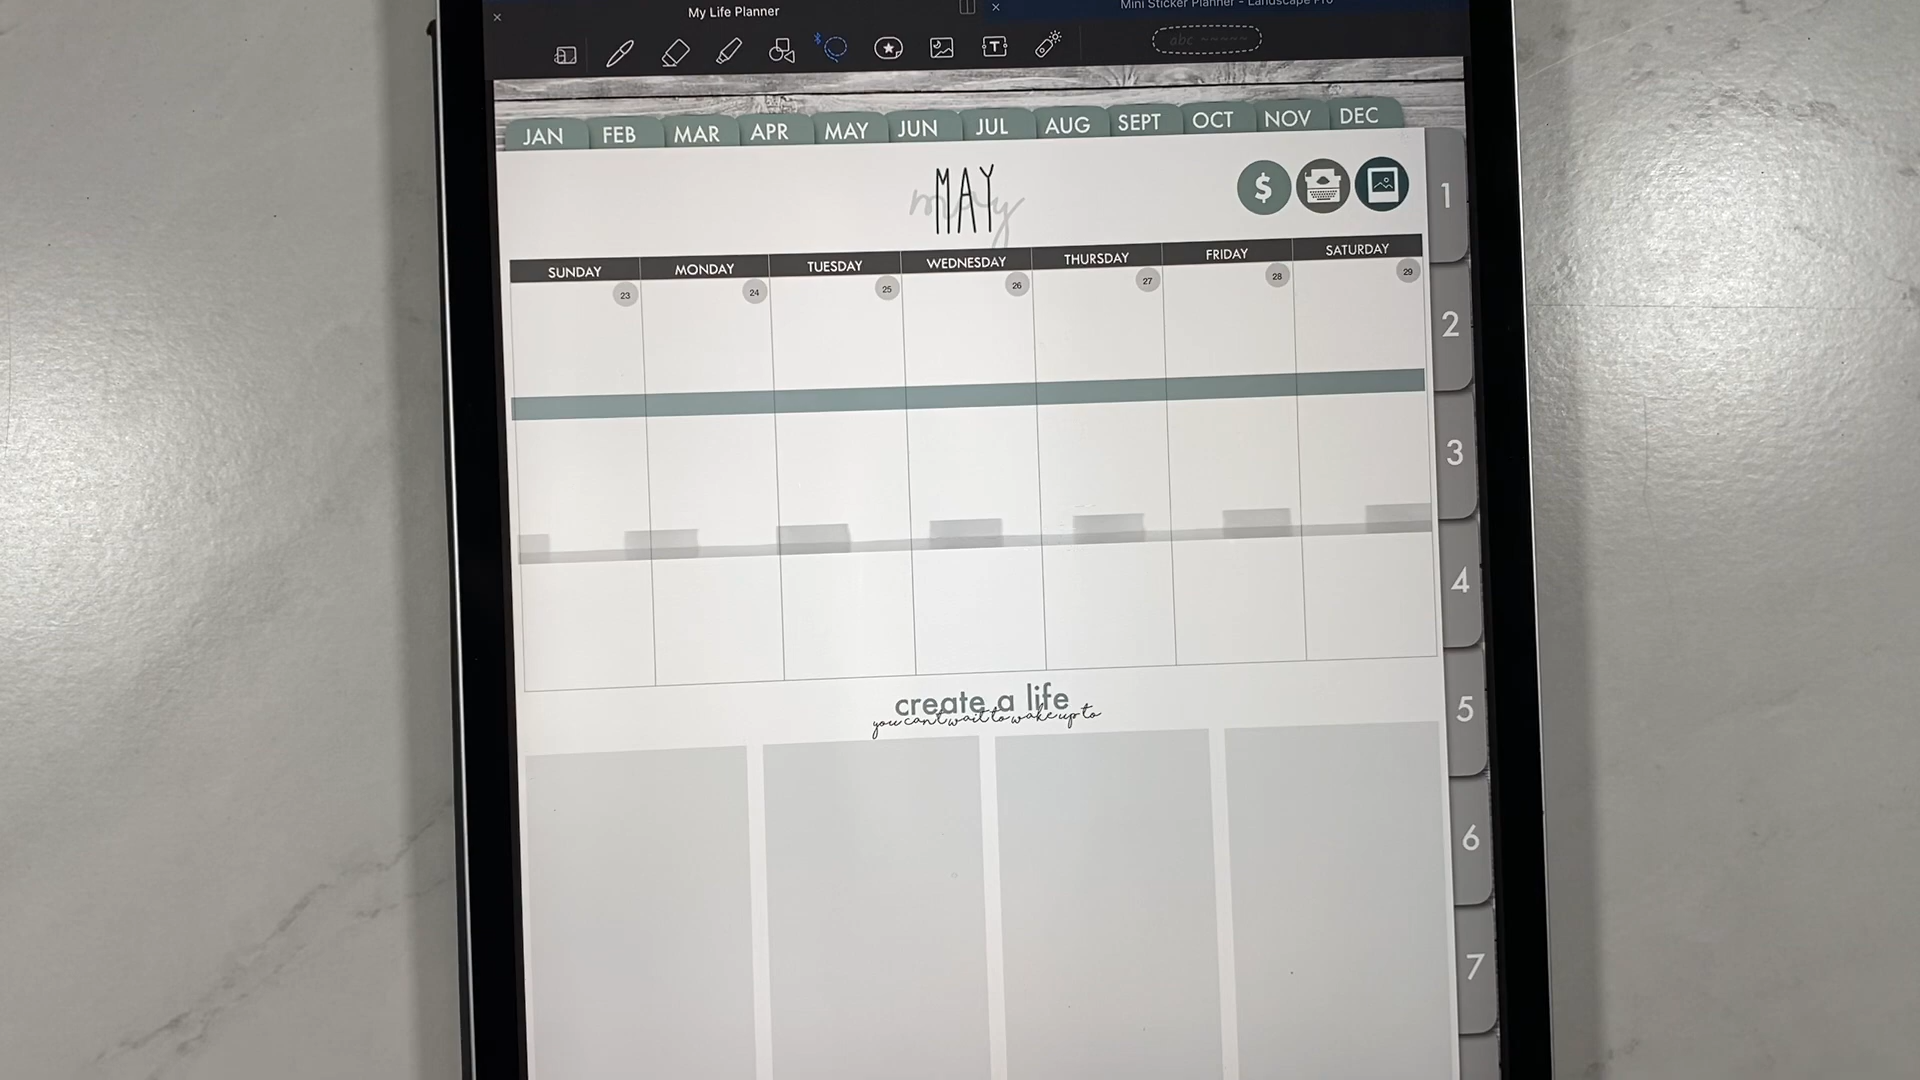 My Life Planner
Mini Sticker Planner - Landscape Pro
T
abc
JAN FEB MAR APR MAY JUN JUL AUG SEPT OCT NOV DEC
MAY
may
$
SUNDAY MONDAY TUESDAY WEDNESDAY THURSDAY FRIDAY SATURDAY
23 24 25 26 27 28 29
create a life
you can't wait to wake up to
1
2
3
4
5
6
7